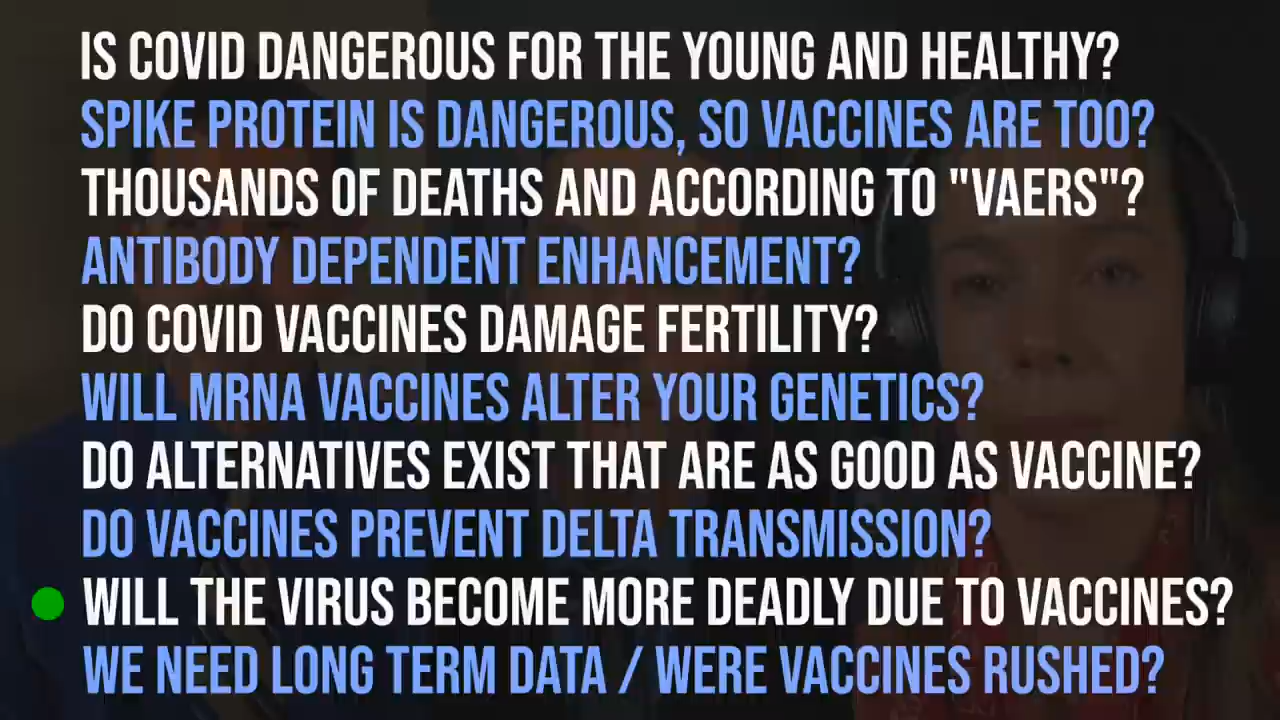 IS COVID DANGEROUS FOR THE YOUNG AND HEALTHY?
SPIKE PROTEIN IS DANGEROUS, SO VACCINES ARE TOO?
THOUSANDS OF DEATHS AND ACCORDING TO "VAERS"?
ANTIBODY DEPENDENT ENHANCEMENT?
DO COVID VACCINES DAMAGE FERTILITY?
WILL MRNA VACCINES ALTER YOUR GENETICS?
DO ALTERNATIVES EXIST THAT ARE AS GOOD AS VACCINE?
DO VACCINES PREVENT DELTA TRANSMISSION?
WILL THE VIRUS BECOME MORE DEADLY DUE TO VACCINES?
WE NEED LONG TERM DATA / WERE VACCINES RUSHED?